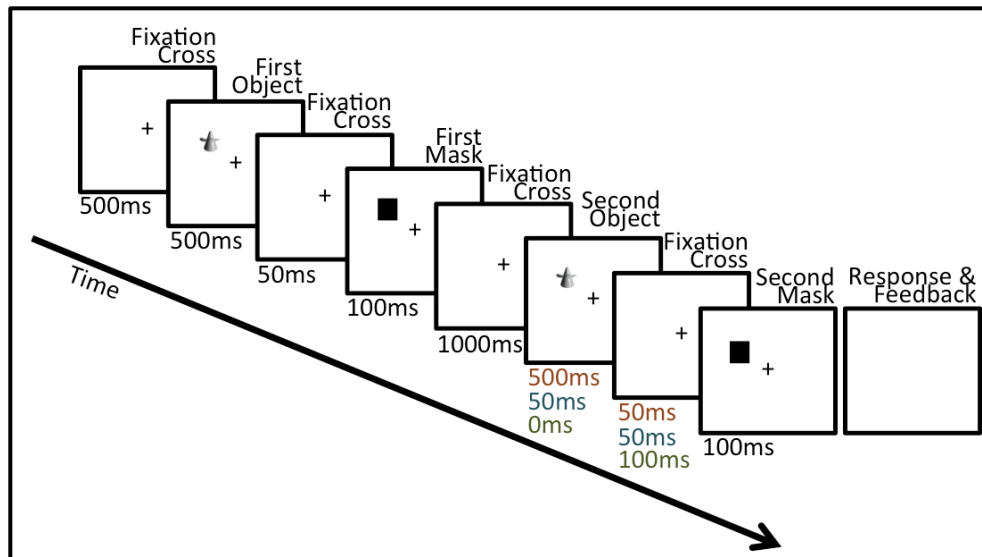 Fixation
Cross
500ms
First
Object
500ms
Fixation
Cross
50ms
First
Mask
100ms
Fixation
Cross
1000ms
Second
Object
500ms
50ms
0ms
Fixation
Cross
50ms
50ms
100ms
Second
Mask
100ms
Response &
Feedback
Time